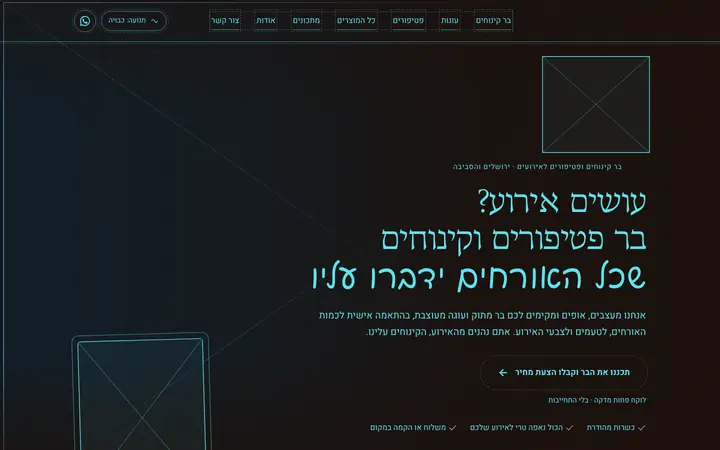 בר קינוחים
עוגות
פטיפורים
כל המוצרים
מתכונים
אודות
צור קשר
תנועה: כבויה
בר קינוחים ופטיפורים לאירועים · ירושלים והסביבה
עושים אירוע?
בר פטיפורים וקינוחים
שכל האורחים ידברו עליו
אנחנו מעצבים, אופים ומקימים לכם בר מתוק ועוגה מעוצבת, בהתאמה אישית לכמות
האורחים, לטעמים ולצבעי האירוע. אתם נהנים מהאירוע, הקינוחים עלינו.
תכננו את הבר וקבלו הצעת מחיר ←
לוקח פחות מדקה · בלי התחייבות
✓ כשרות מהודרת
✓ הכול נאפה טרי לאירוע שלכם
✓ משלוח או הקמה במקום